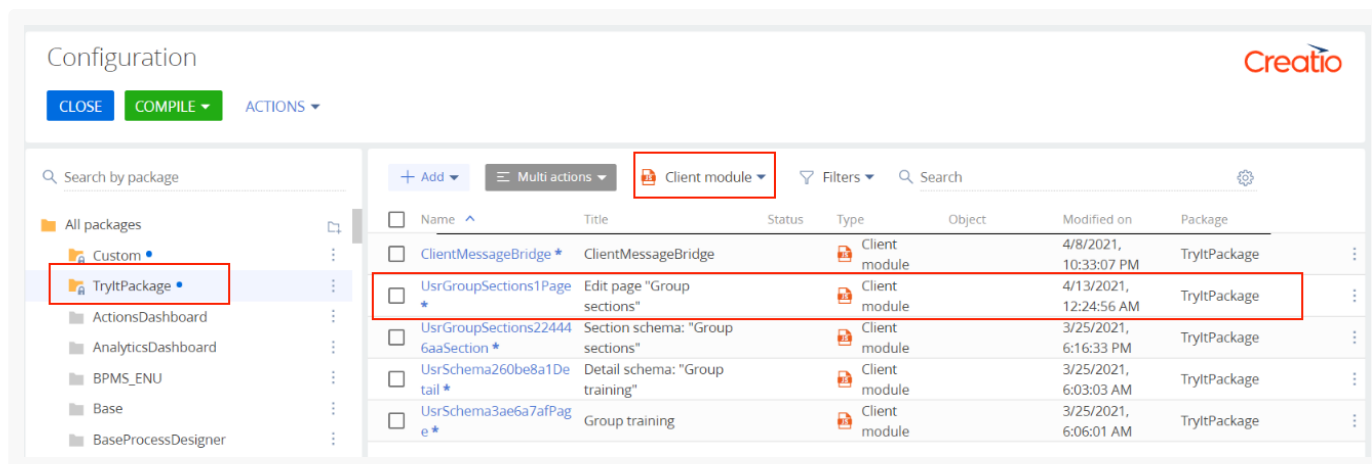 Configuration
Creatio
CLOSE COMPILE ACTIONS
Search by package
+ Add Multi actions Client module Filters Search
All packages
Custom
TryItPackage
ActionsDashboard
AnalyticsDashboard
BPMS_ENU
Base
BaseProcessDesigner
Name Title Status Type Object Modified on Package
ClientMessageBridge * ClientMessageBridge Client 4/8/2021, TryItPackage
module 10:33:07 PM
UsrGroupSections1Page Edit page "Group Client 4/13/2021, TryItPackage
* sections" module 12:24:56 AM
UsrGroupSections22444 Section schema: "Group Client 3/25/2021, TryItPackage
6aaSection * sections" module 6:16:33 PM
UsrSchema260be8a1De Detail schema: "Group Client 3/25/2021, TryItPackage
tail * training" module 6:03:03 AM
UsrSchema3ae6a7afPag Group training Client 3/25/2021, TryItPackage
e * module 6:06:01 AM